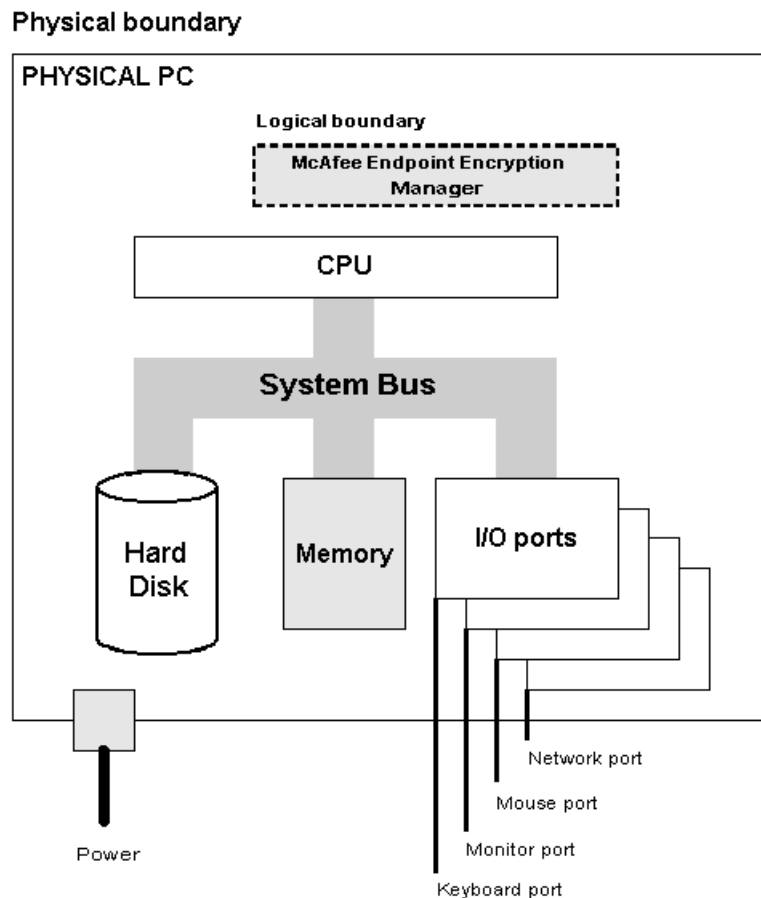 Physical boundary
PHYSICAL PC
Logical boundary
McAfee Endpoint Encryption
Manager
CPU
System Bus
Hard
Disk
Memory
I/O ports
Network port
Mouse port
Monitor port
Keyboard port
Power